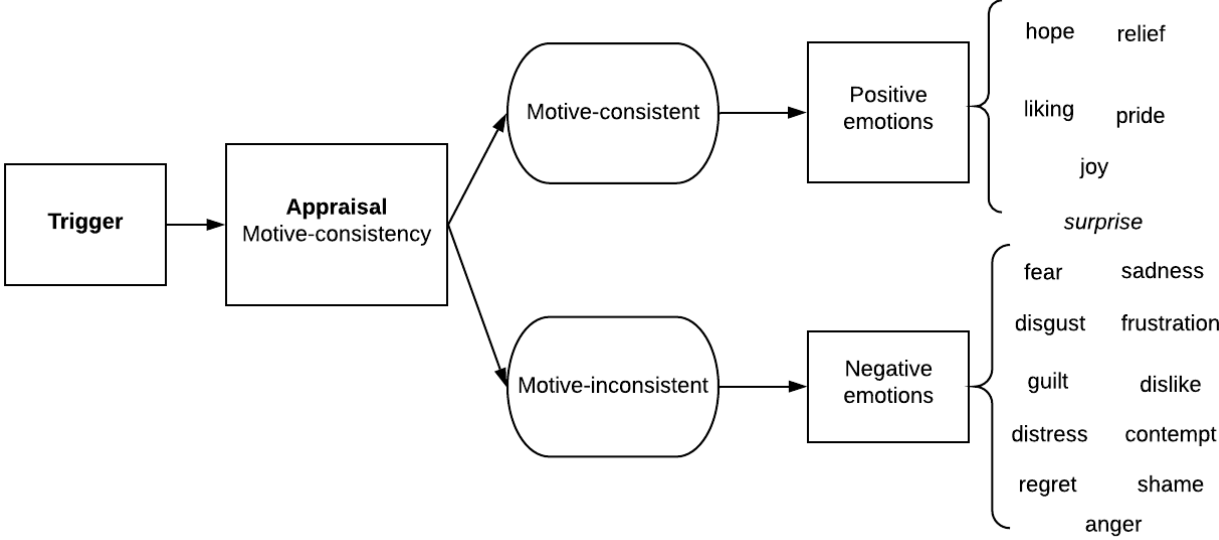 Trigger
Appraisal
Motive-consistency
Motive-consistent
Positive
emotions
hope relief
liking pride
joy
surprise
Motive-inconsistent
Negative
emotions
fear sadness
disgust frustration
guilt dislike
distress contempt
regret shame
anger